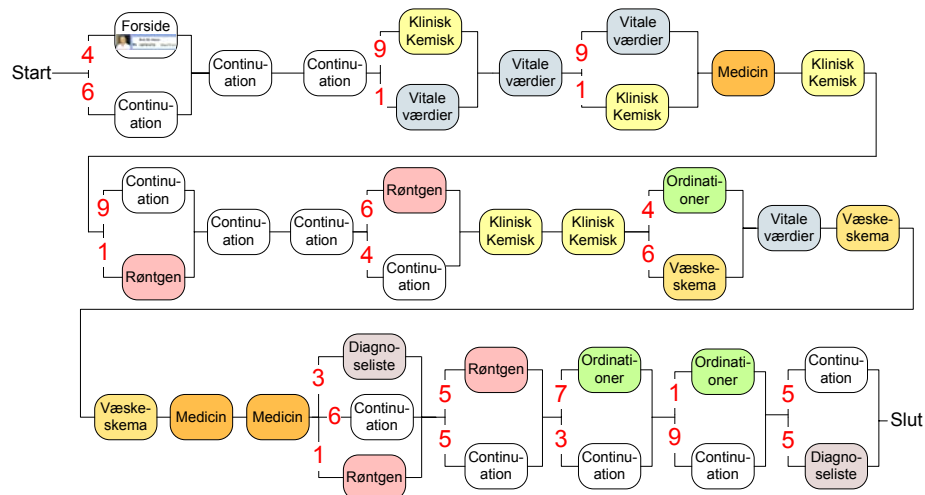 Forside
4
Start
6
Continu-
ation
Continu-
ation
Continu-
ation
9
Klinisk
Kemisk
1
Vitale
værdier
Vitale
værdier
9
Vitale
værdier
1
Klinisk
Kemisk
Medicin
Klinisk
Kemisk
9
Continu-
ation
1
Røntgen
Continu-
ation
Continu-
ation
6
Røntgen
4
Continu-
ation
Klinisk
Kemisk
Klinisk
Kemisk
4
Ordinati-
oner
6
Væske-
skema
Vitale
værdier
Væske-
skema
Væske-
skema
Medicin
Medicin
3
Diagno-
seliste
6
Continu-
ation
1
Røntgen
5
Røntgen
5
Continu-
ation
7
Ordinati-
oner
3
Continu-
ation
1
Ordinati-
oner
9
Continu-
ation
5
Continu-
ation
5
Diagno-
seliste
Slut